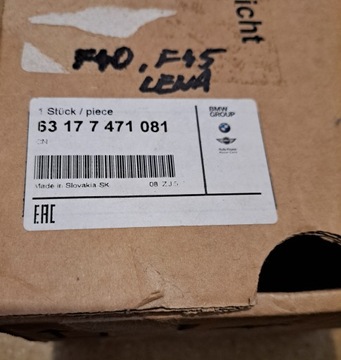 icht
F40, F45
LEWA
1 Stück / piece
BMW
GROUP
63 17 7 471 081
CN
Made in Slovakia SK
EAC